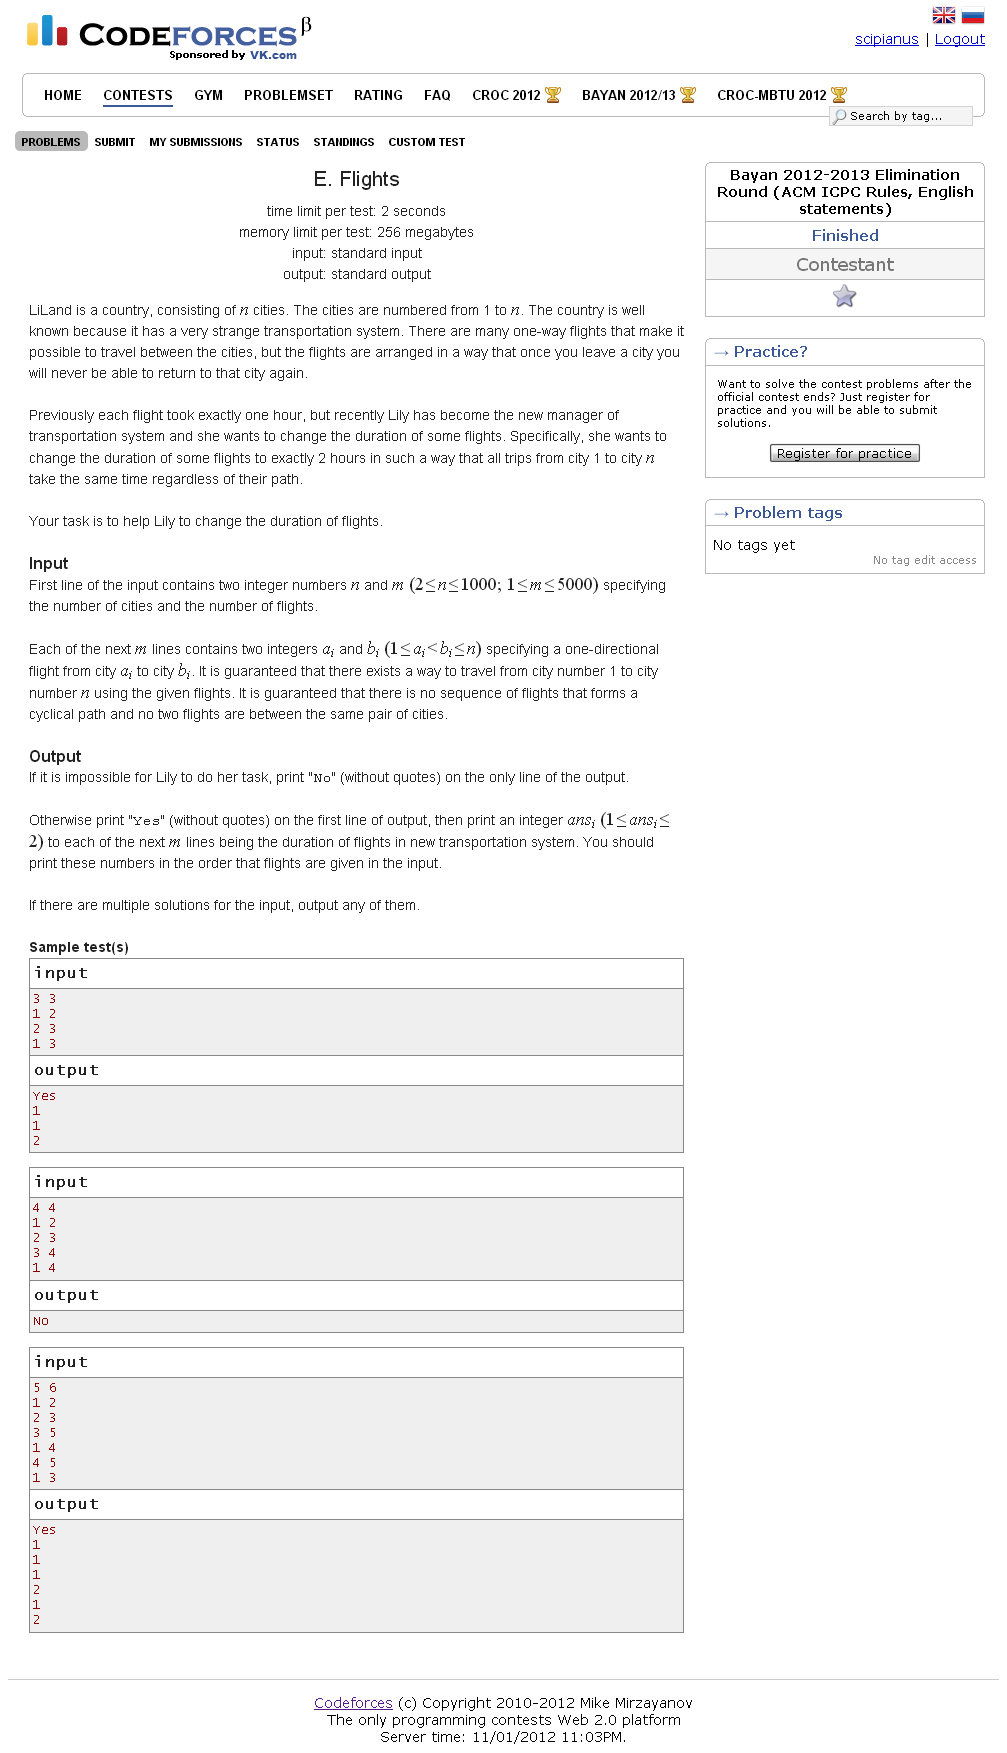 CODEFORCES β
Sponsored by VK.com
scipianus | Logout
HOME CONTESTS GYM PROBLEMSET RATING FAQ CROC 2012 BAYAN 2012/13 CROC-MBTU 2012
Search by tag...
PROBLEMS SUBMIT MY SUBMISSIONS STATUS STANDINGS CUSTOM TEST
E. Flights
time limit per test: 2 seconds
memory limit per test: 256 megabytes
input: standard input
output: standard output
LiLand is a country, consisting of n cities. The cities are numbered from 1 to n. The country is well
known because it has a very strange transportation system. There are many one-way flights that make it
possible to travel between the cities, but the flights are arranged in a way that once you leave a city you
will never be able to return to that city again.
Previously each flight took exactly one hour, but recently Lily has become the new manager of
transportation system and she wants to change the duration of some flights. Specifically, she wants to
change the duration of some flights to exactly 2 hours in such a way that all trips from city 1 to city n
take the same time regardless of their path.
Your task is to help Lily to change the duration of flights.
Input
First line of the input contains two integer numbers n and m (2 ≤ n ≤ 1000; 1 ≤ m ≤ 5000) specifying
the number of cities and the number of flights.
Each of the next m lines contains two integers ai and bi (1 ≤ ai < bi ≤ n) specifying a one-directional
flight from city ai to city bi. It is guaranteed that there exists a way to travel from city number 1 to city
number n using the given flights. It is guaranteed that there is no sequence of flights that forms a
cyclical path and no two flights are between the same pair of cities.
Output
If it is impossible for Lily to do her task, print "No" (without quotes) on the only line of the output.
Otherwise print "Yes" (without quotes) on the first line of output, then print an integer ansi (1 ≤ ansi ≤
2) to each of the next m lines being the duration of flights in new transportation system. You should
print these numbers in the order that flights are given in the input.
If there are multiple solutions for the input, output any of them.
Sample test(s)
input
3 3
1 2
2 3
1 3
output
Yes
1
1
2
input
4 4
1 2
2 3
3 4
1 4
output
No
input
5 6
1 2
2 3
3 5
1 4
4 5
1 3
output
Yes
1
1
1
2
1
2
Bayan 2012-2013 Elimination
Round (ACM ICPC Rules, English
statements)
Finished
Contestant
→ Practice?
Want to solve the contest problems after the
official contest ends? Just register for
practice and you will be able to submit
solutions.
Register for practice
→ Problem tags
No tags yet
No tag edit access
Codeforces (c) Copyright 2010-2012 Mike Mirzayanov
The only programming contests Web 2.0 platform
Server time: 11/01/2012 11:03PM.